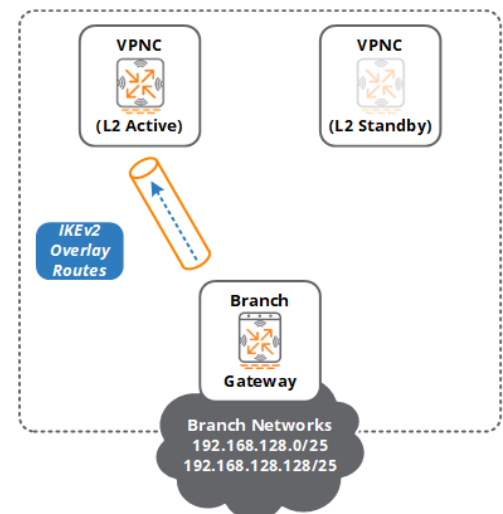 VPNC
(L2 Active)
VPNC
(L2 Standby)
IKEv2
Overlay
Routes
Branch
Gateway
Branch Networks
192.168.128.0/25
192.168.128.128/25